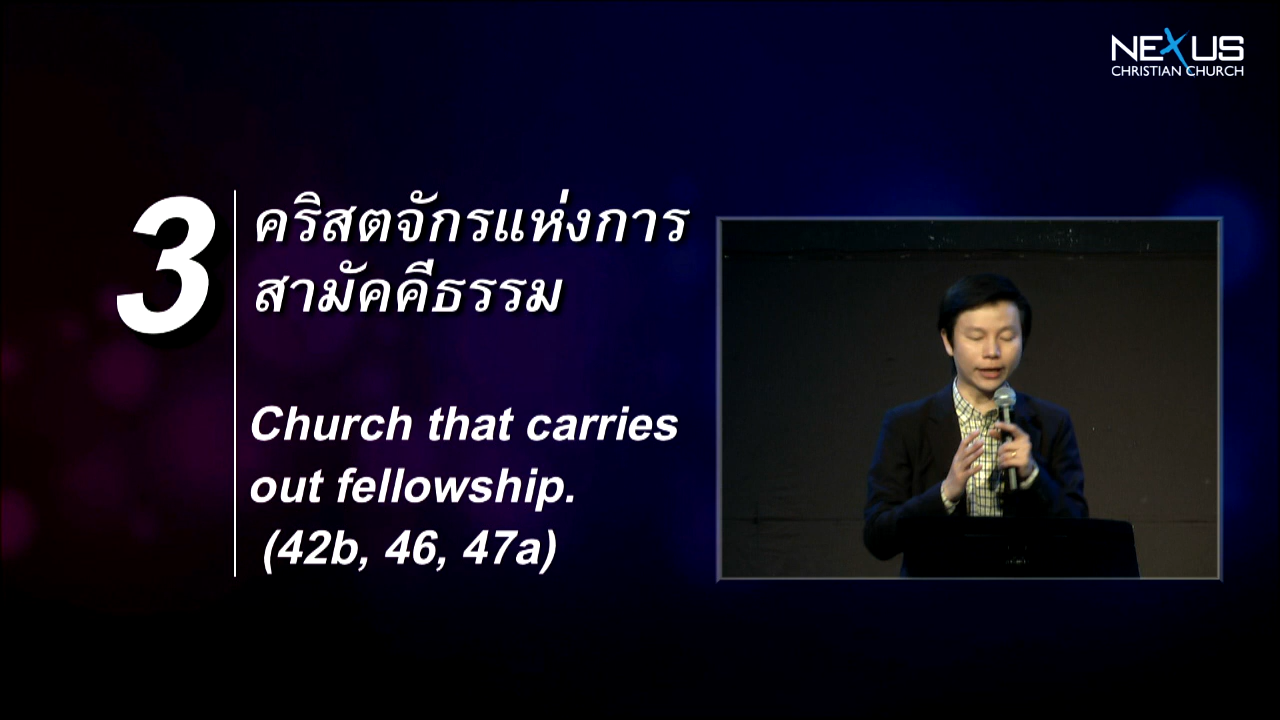 NEXUS
CHRISTIAN CHURCH
3
คริสตจักรแห่งการ
สามัคคีธรรม
Church that carries
out fellowship.
(42b, 46, 47a)